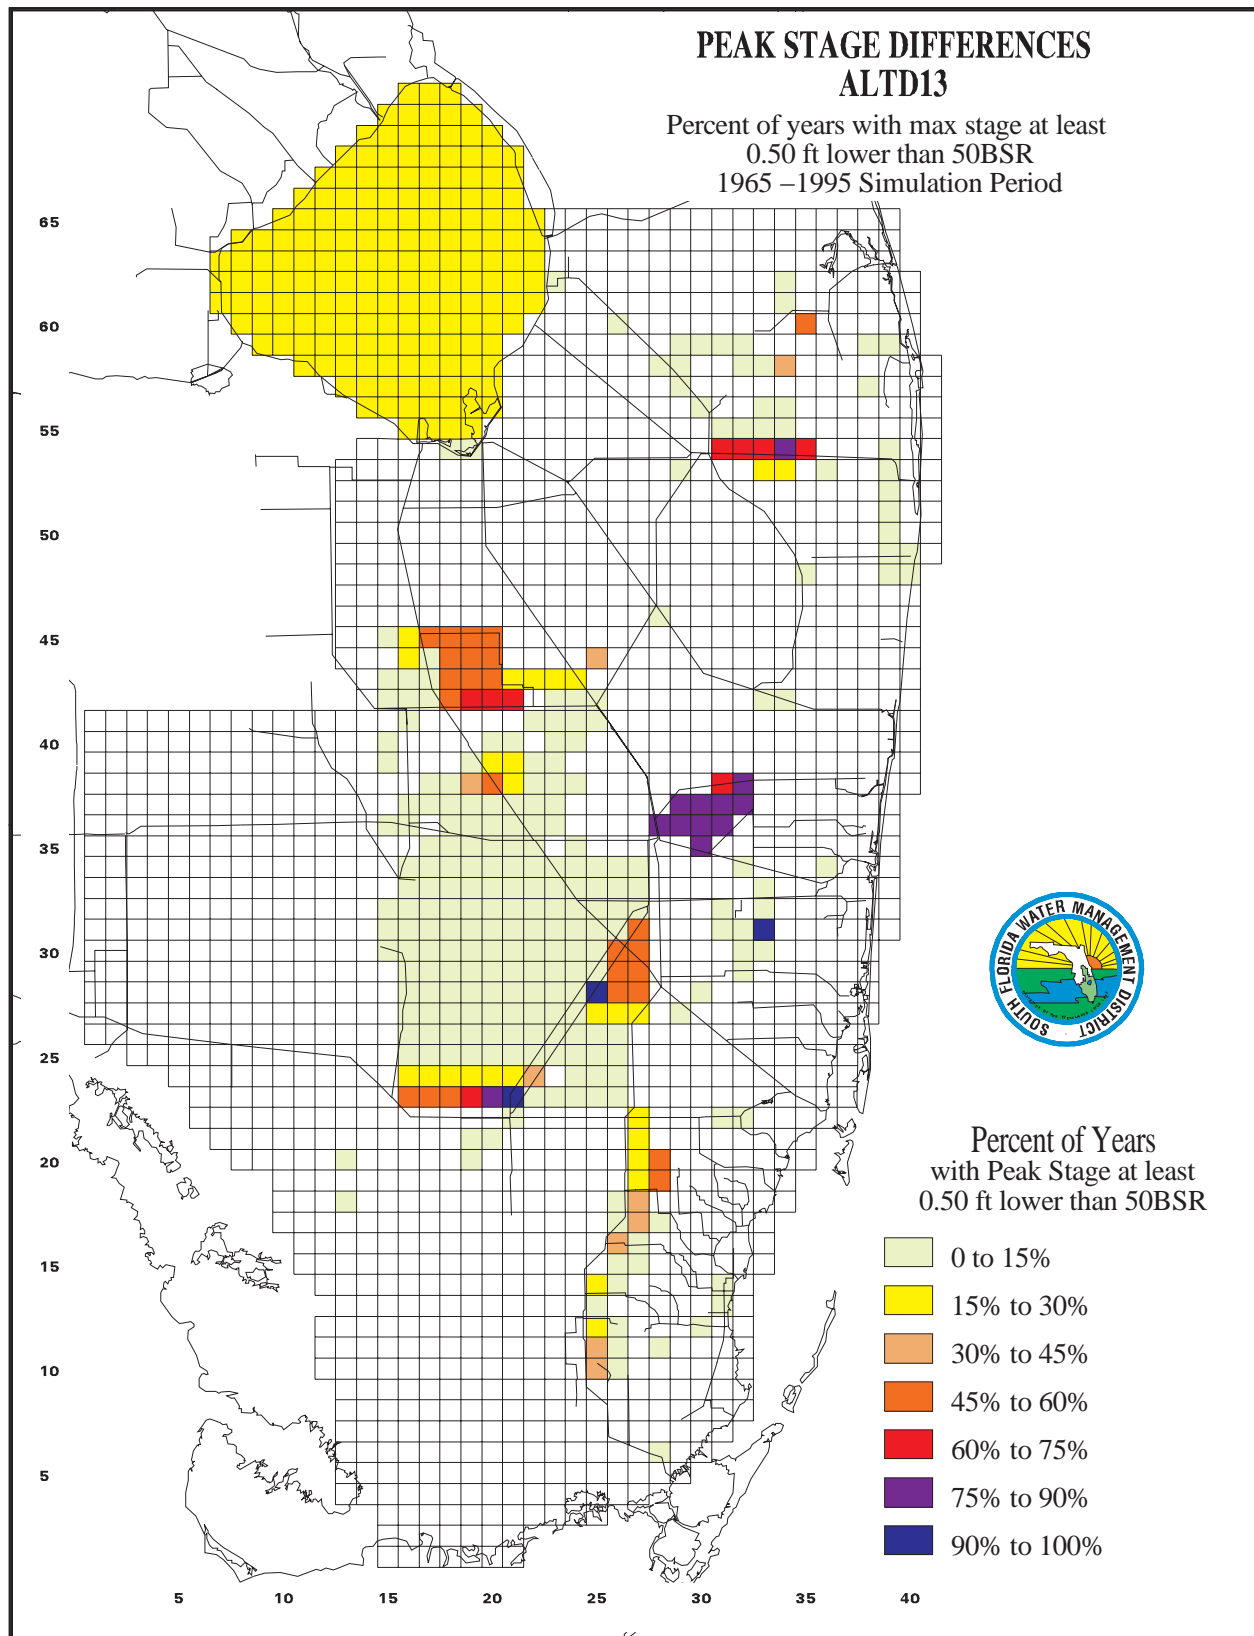 PEAK STAGE DIFFERENCES
ALTD13
Percent of years with max stage at least
0.50 ft lower than 50BSR
1965 –1995 Simulation Period
65
60
55
50
45
40
35
30
25
20
15
10
5
5 10 15 20 25 30 35 40
SOUTH FLORIDA WATER MANAGEMENT DISTRICT
Percent of Years
with Peak Stage at least
0.50 ft lower than 50BSR
0 to 15%
15% to 30%
30% to 45%
45% to 60%
60% to 75%
75% to 90%
90% to 100%